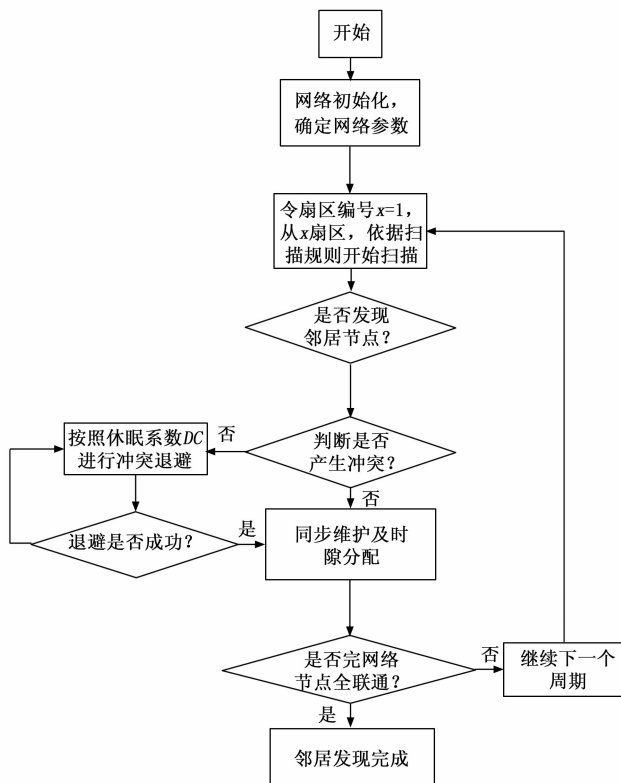 开始
网络初始化，
确定网络参数
令扇区编号x=1，
从x扇区，依据扫
描规则开始扫描
是否发现
邻居节点？
判断是否
产生冲突？
否
按照休眠系数DC
进行冲突退避
否
退避是否成功？
是
同步维护及时
隙分配
是否完网络
节点全联通？
否
继续下一个
周期
是
邻居发现完成